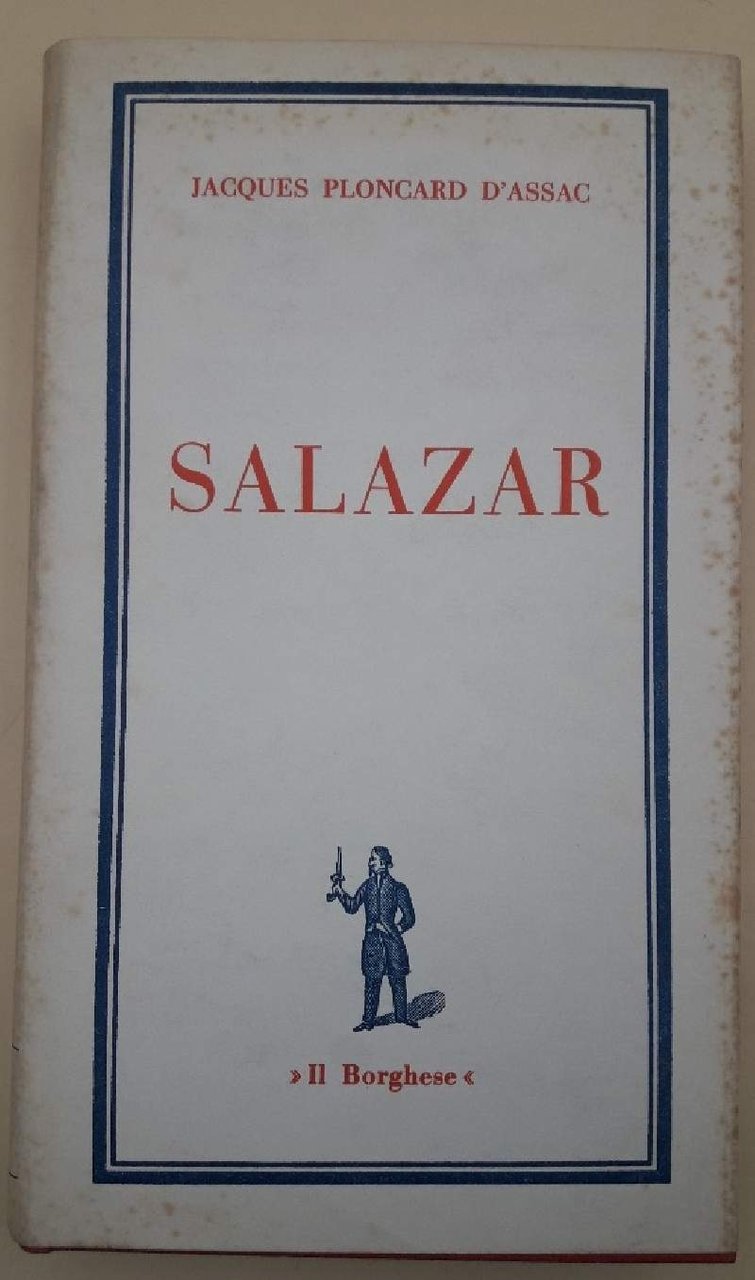 JACQUES PLONCARD D'ASSAC
SALAZAR
»Il Borghese«